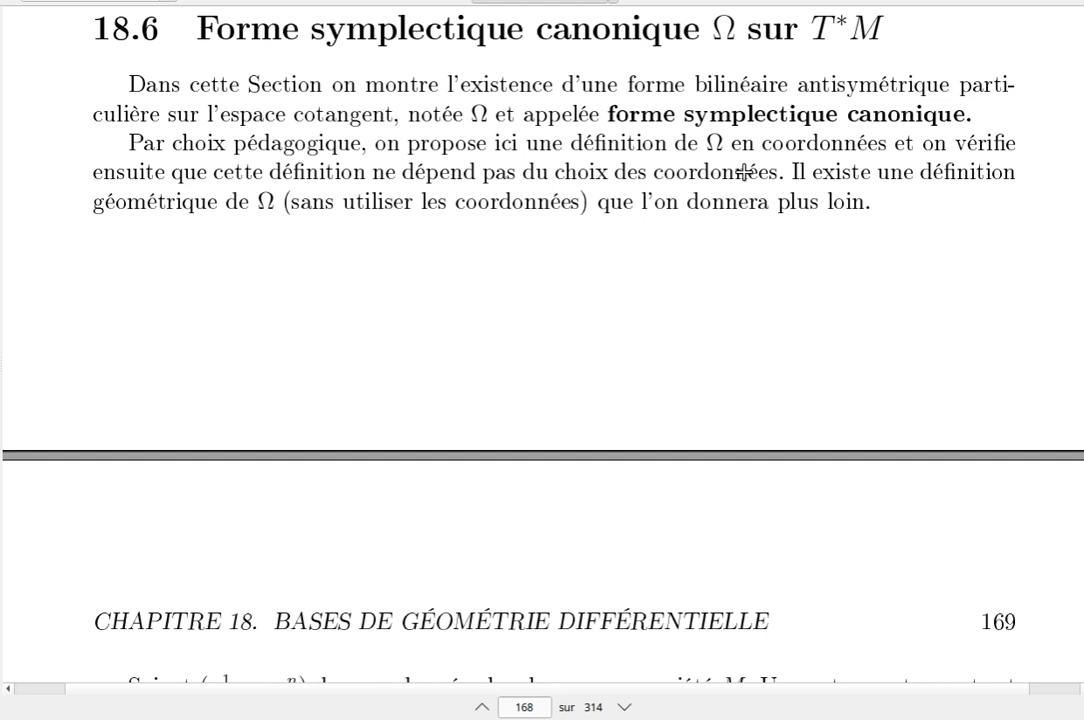 18.6 Forme symplectique canonique Ω sur T*M
Dans cette Section on montre l'existence d'une forme bilinéaire antisymétrique parti-
culière sur l'espace cotangent, notée Ω et appelée forme symplectique canonique.
Par choix pédagogique, on propose ici une définition de Ω en coordonnées et on vérifie
ensuite que cette définition ne dépend pas du choix des coordonnées. Il existe une définition
géométrique de Ω (sans utiliser les coordonnées) que l'on donnera plus loin.
CHAPITRE 18. BASES DE GÉOMÉTRIE DIFFÉRENTIELLE 169
168 sur 314